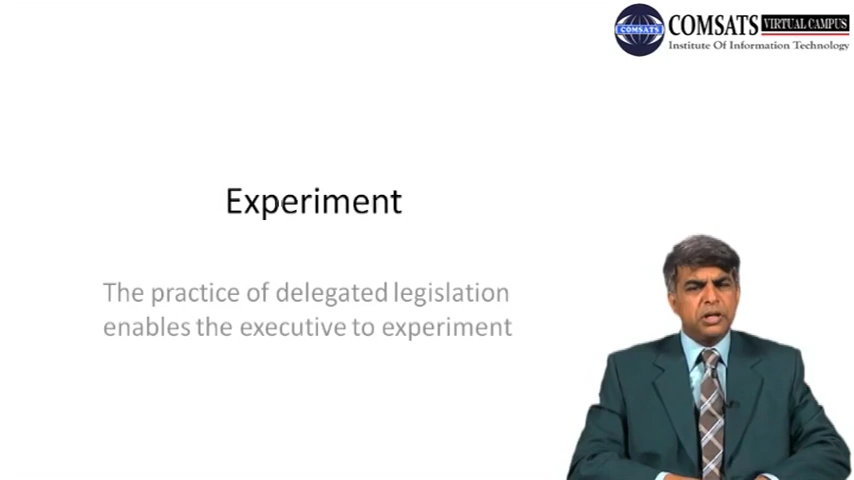 COMSATS VIRTUAL CAMPUS
COMSATS
Institute Of Information Technology
Experiment
The practice of delegated legislation
enables the executive to experiment